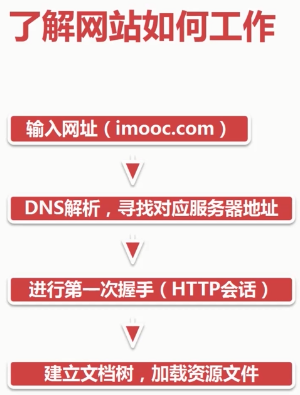 了解网站如何工作
输入网址（imooc.com）
DNS解析，寻找对应服务器地址
进行第一次握手（HTTP会话）
建立文档树，加载资源文件